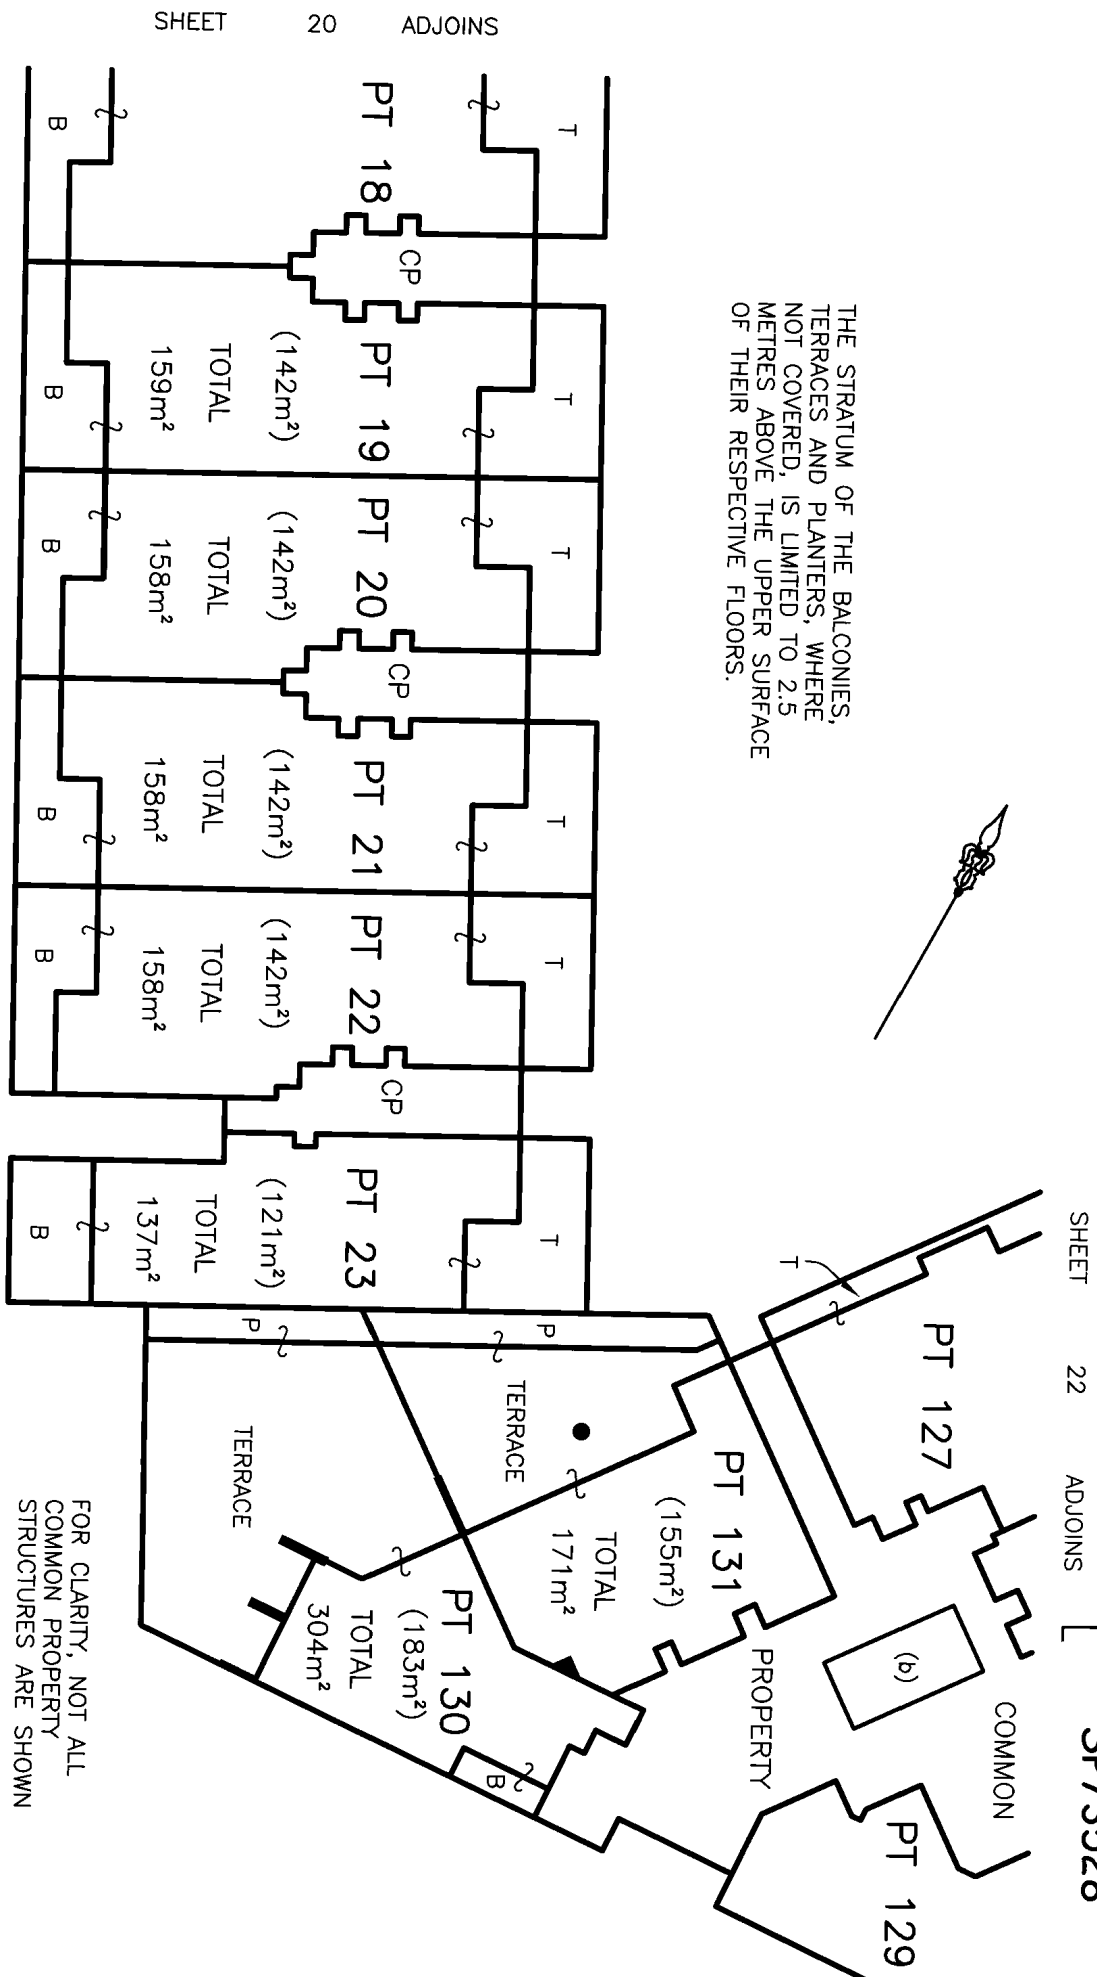 SHEET 20 ADJOINS
THE STRATUM OF THE BALCONIES,
TERRACES AND PLANTERS, WHERE
NOT COVERED, IS LIMITED TO 2.5
METRES ABOVE THE UPPER SURFACE
OF THEIR RESPECTIVE FLOORS.
T
PT 18
B
CP
T
PT 19
(142m²)
TOTAL
159m²
B
T
PT 20
(142m²)
TOTAL
158m²
B
CP
T
PT 21
(142m²)
TOTAL
158m²
B
T
PT 22
(142m²)
TOTAL
158m²
B
CP
T
PT 23
(121m²)
TOTAL
137m²
B
SHEET 22 ADJOINS
T
PT 127
P
P
TERRACE
TERRACE
PT 131
(155m²)
TOTAL
171m²
PT 130
(183m²)
TOTAL
304m²
B
(b)
COMMON
PROPERTY
PT 129
FOR CLARITY, NOT ALL
COMMON PROPERTY
STRUCTURES ARE SHOWN